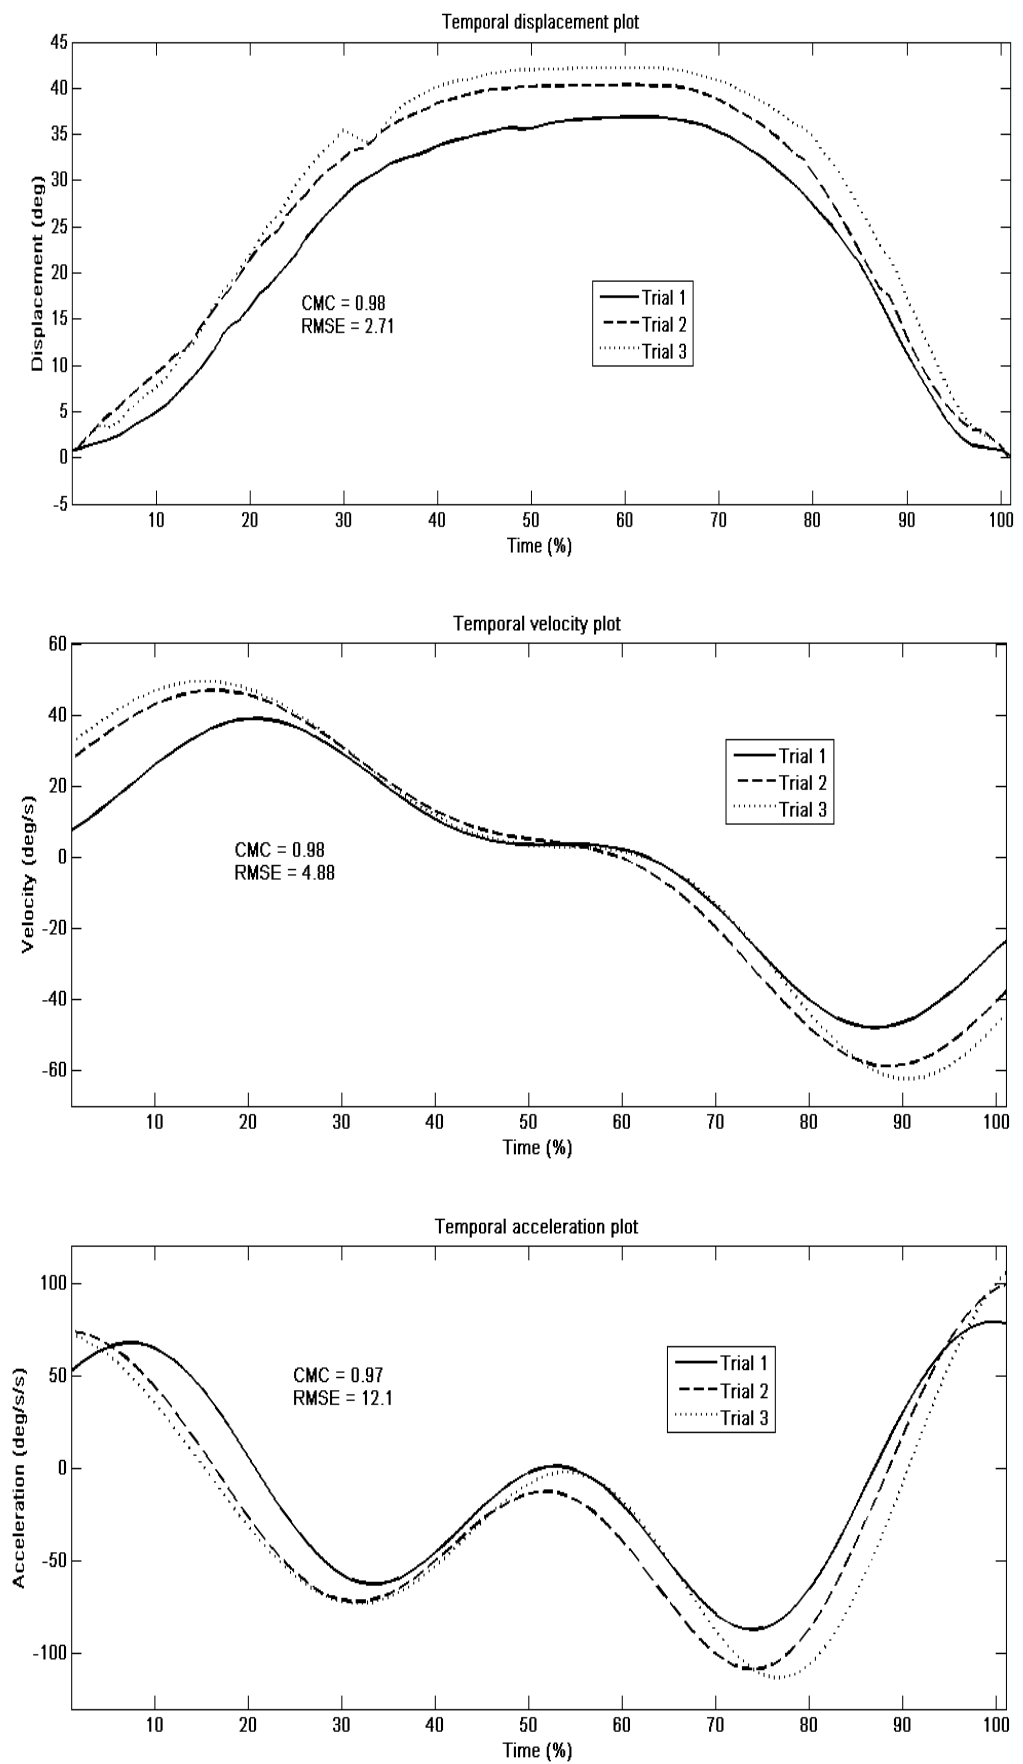 Temporal displacement plot
45
40
35
30
25
20
15
10
5
0
-5
Displacement (deg)
CMC = 0.98
RMSE = 2.71
Trial 1
Trial 2
Trial 3
10 20 30 40 50 60 70 80 90 100
Time (%)
Temporal velocity plot
60
40
20
0
-20
-40
-60
Velocity (deg/s)
Trial 1
Trial 2
Trial 3
CMC = 0.98
RMSE = 4.88
10 20 30 40 50 60 70 80 90 100
Time (%)
Temporal acceleration plot
100
50
0
-50
-100
Acceleration (deg/s/s)
CMC = 0.97
RMSE = 12.1
Trial 1
Trial 2
Trial 3
10 20 30 40 50 60 70 80 90 100
Time (%)